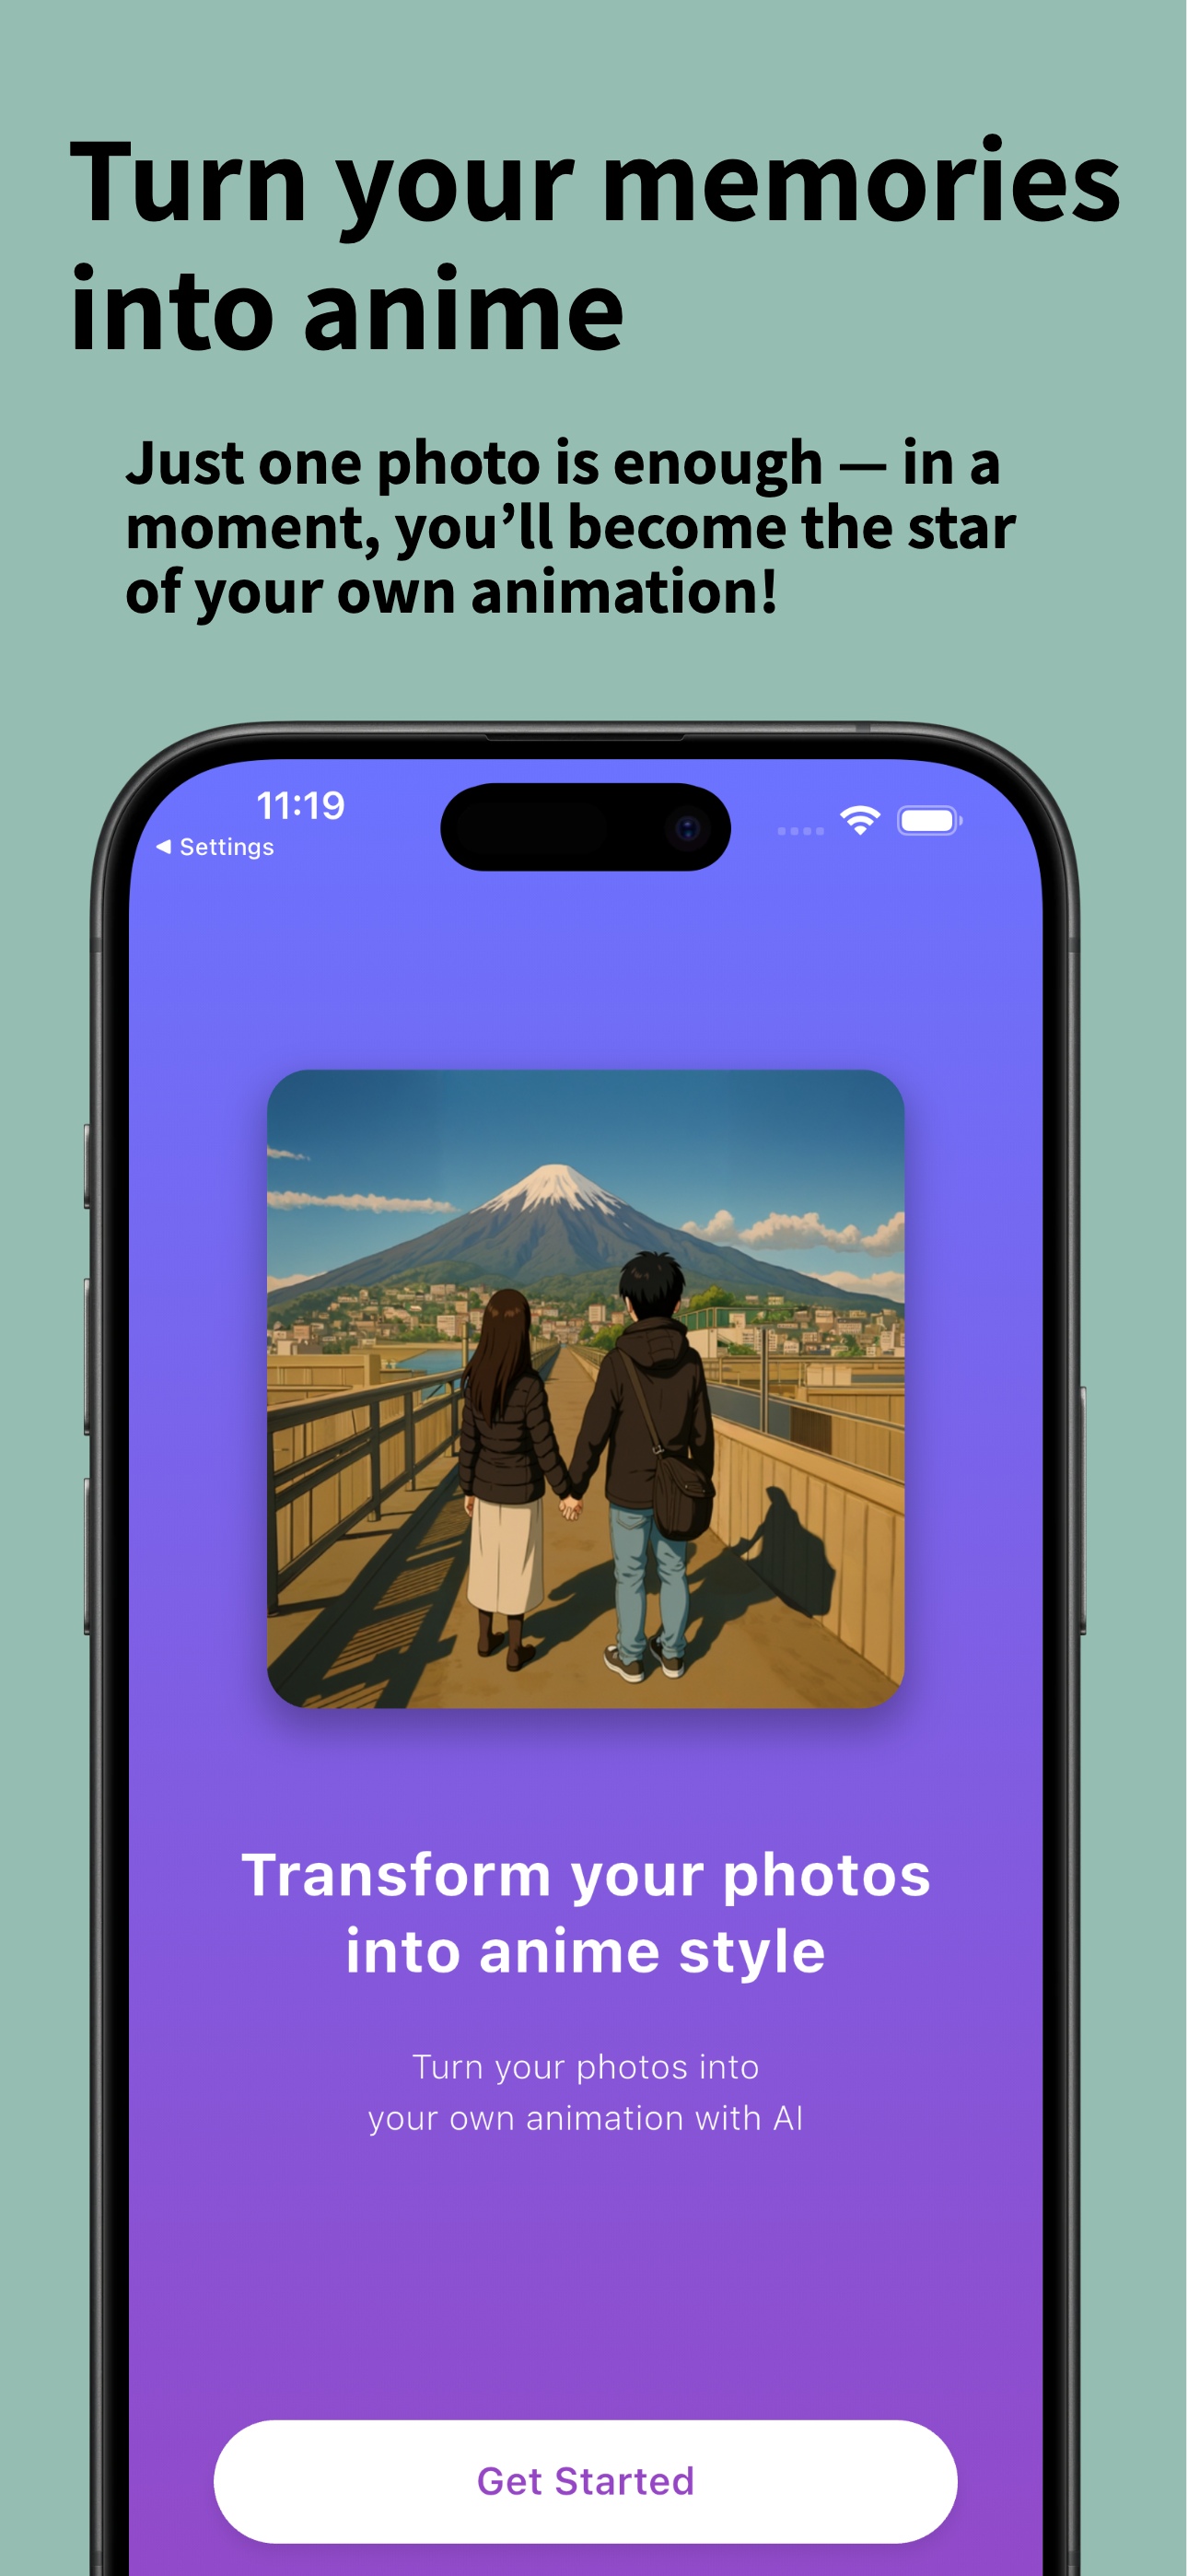 Turn your memories
into anime
Just one photo is enough — in a
moment, you’ll become the star
of your own animation!
11:19
◀ Settings
Transform your photos
into anime style
Turn your photos into
your own animation with AI
Get Started